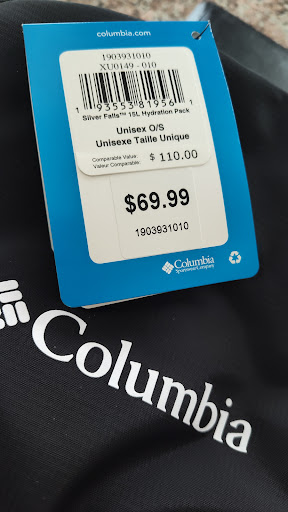 columbia.com
1903931010
XU0149 - 010
1 93553 81956 1
Silver Falls™ 15L Hydration Pack
Unisex O/S
Unisexe Taille Unique
Comparable Value:
Valeur Comparable: $ 110.00
$69.99
1903931010
Columbia
Sportswear Company
Columbia